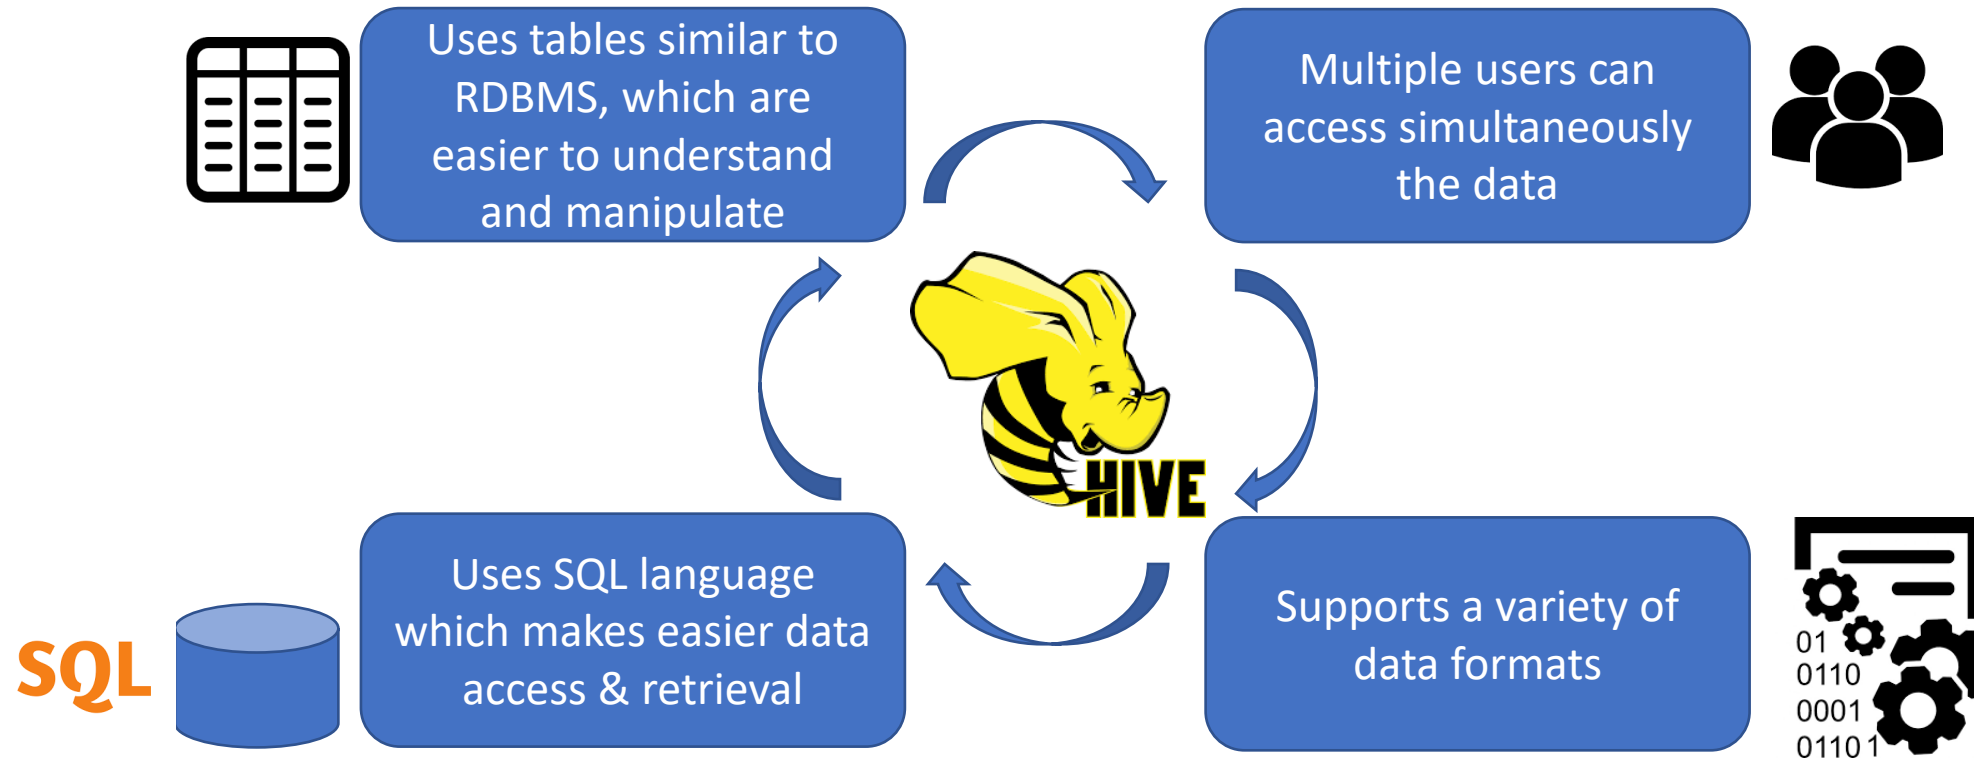 Uses tables similar to
RDBMS, which are
easier to understand
and manipulate
Multiple users can
access simultaneously
the data
HIVE
SQL
Uses SQL language
which makes easier data
access & retrieval
Supports a variety of
data formats
01
0110
0001
0110 1